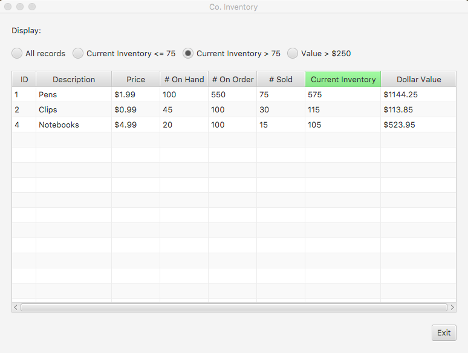 Co. Inventory
Display:
All records Current Inventory <= 75 Current Inventory > 75 Value > $250
ID Description Price # On Hand # On Order # Sold Current Inventory Dollar Value
1 Pens $1.99 100 550 75 575 $1144.25
2 Clips $0.99 45 100 30 115 $113.85
4 Notebooks $4.99 20 100 15 105 $523.95
Exit